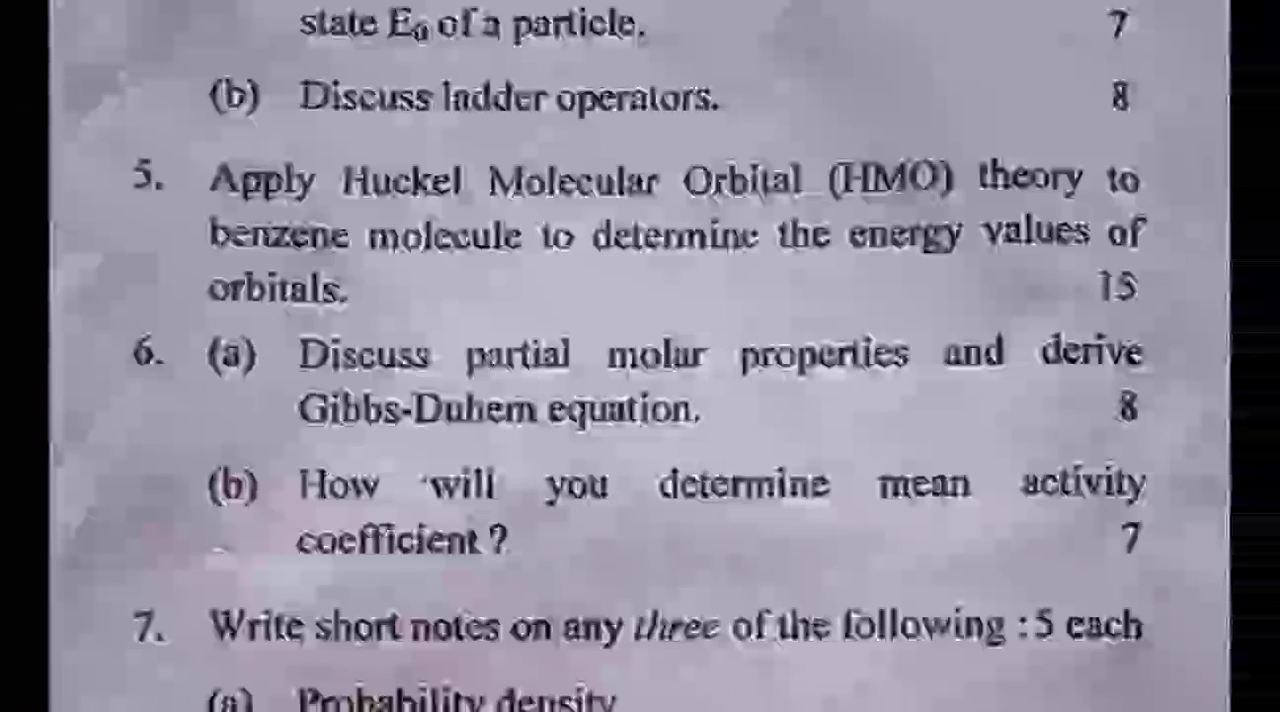 state E₀ of a particle. 7
(b) Discuss ladder operators. 8
5. Apply Huckel Molecular Orbital (HMO) theory to
benzene molecule to determine the energy values of
orbitals. 15
6. (a) Discuss partial molar properties and derive
Gibbs-Duhem equation. 8
(b) How will you determine mean activity
coefficient ? 7
7. Write short notes on any three of the following : 5 each
(a) Probability density